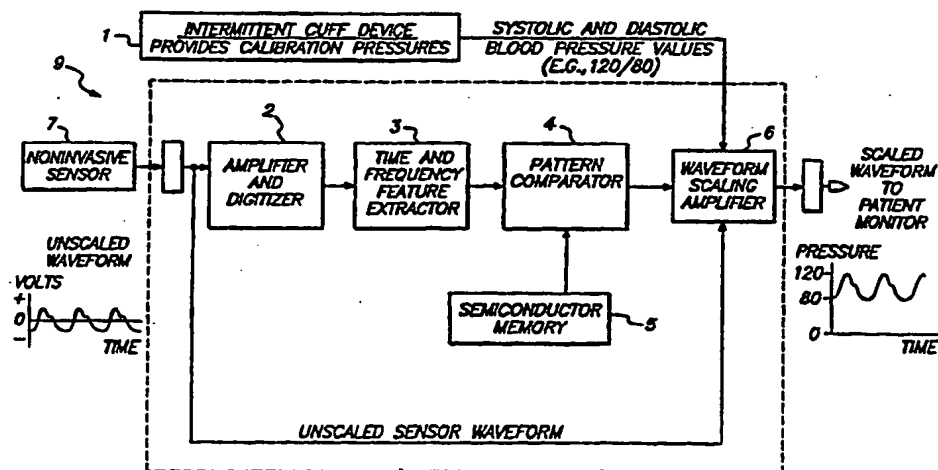 1
INTERMITTENT CUFF DEVICE
PROVIDES CALIBRATION PRESSURES
SYSTOLIC AND DIASTOLIC
BLOOD PRESSURE VALUES
(E.G., 120/80)
9
7
NONINVASIVE
SENSOR
2
AMPLIFIER
AND
DIGITIZER
3
TIME AND
FREQUENCY
FEATURE
EXTRACTOR
4
PATTERN
COMPARATOR
6
WAVEFORM
SCALING
AMPLIFIER
SCALED
WAVEFORM
TO
PATIENT
MONITOR
UNSCALED
WAVEFORM
VOLTS
+
0
−
TIME
SEMICONDUCTOR
MEMORY
5
PRESSURE
120
80
0
TIME
UNSCALED SENSOR WAVEFORM